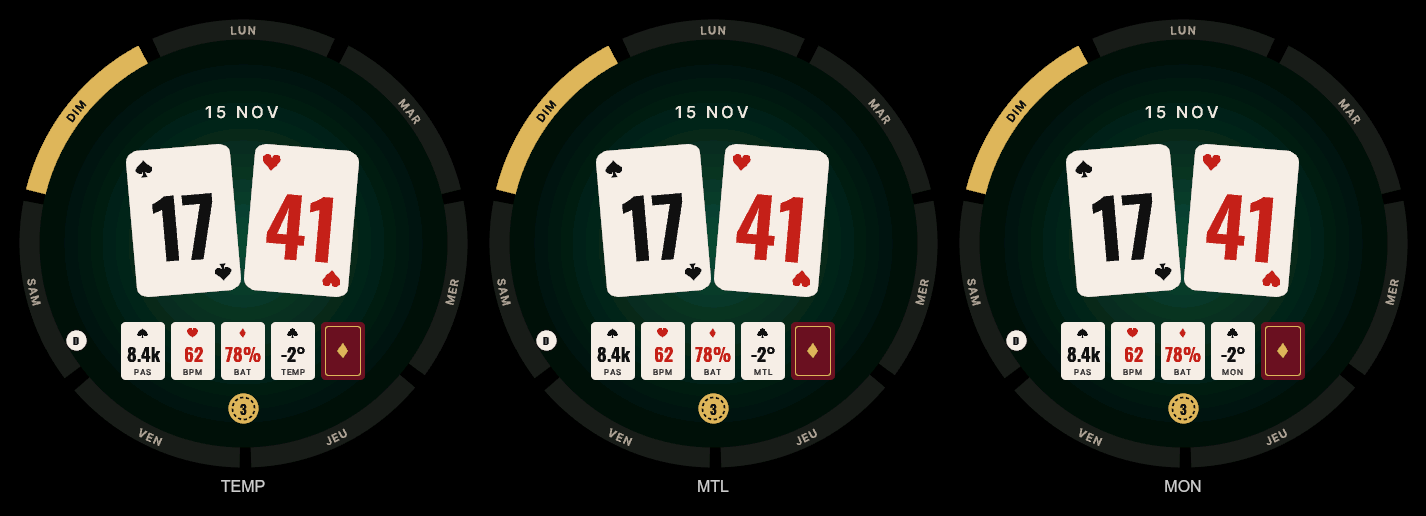 LUN
DIM
MAR
15 NOV
17 41
SAM
MER
D
8.4k 62 78% -2°
PAS BPM BAT TEMP
3
VEN
JEU
TEMP
LUN
DIM
MAR
15 NOV
17 41
SAM
MER
D
8.4k 62 78% -2°
PAS BPM BAT MTL
3
VEN
JEU
MTL
LUN
DIM
MAR
15 NOV
17 41
SAM
MER
D
8.4k 62 78% -2°
PAS BPM BAT MON
3
VEN
JEU
MON